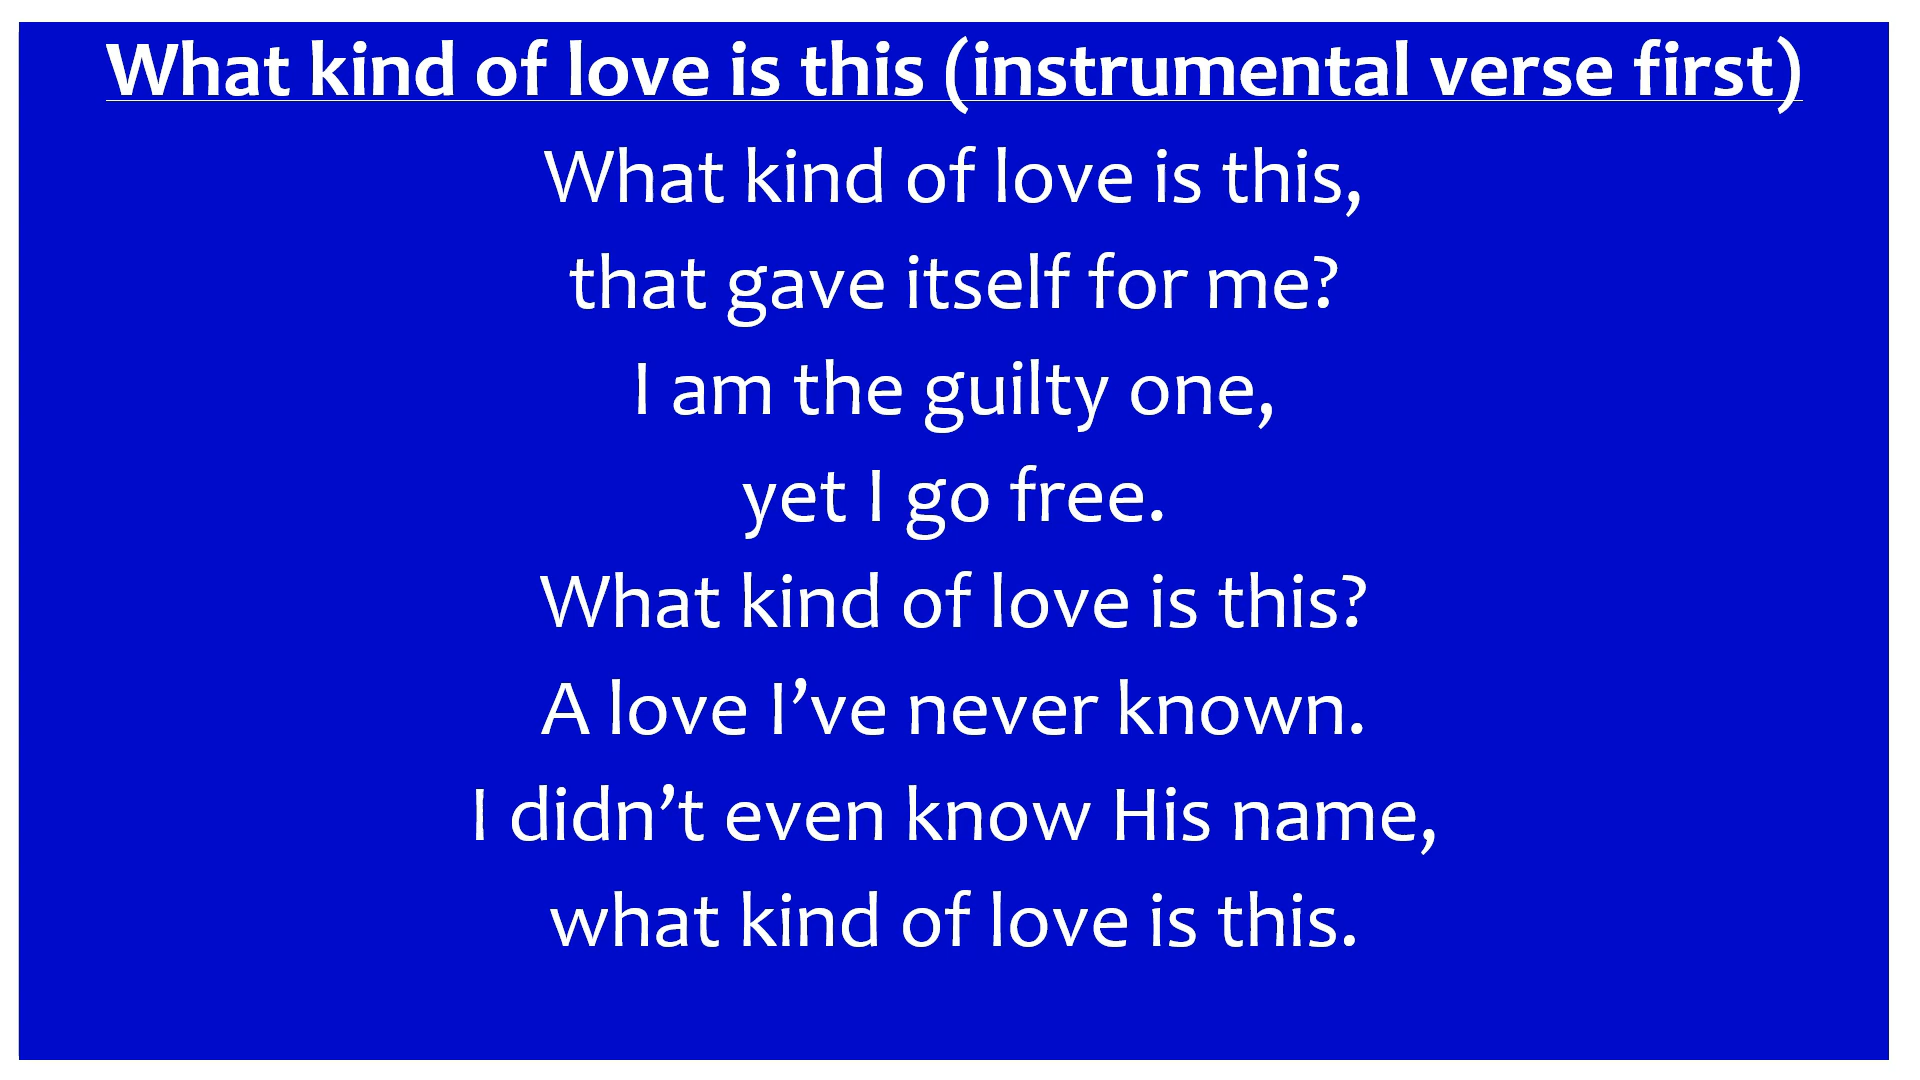 What kind of love is this (instrumental verse first)
What kind of love is this,
that gave itself for me?
I am the guilty one,
yet I go free.
What kind of love is this?
A love I’ve never known.
I didn’t even know His name,
what kind of love is this.